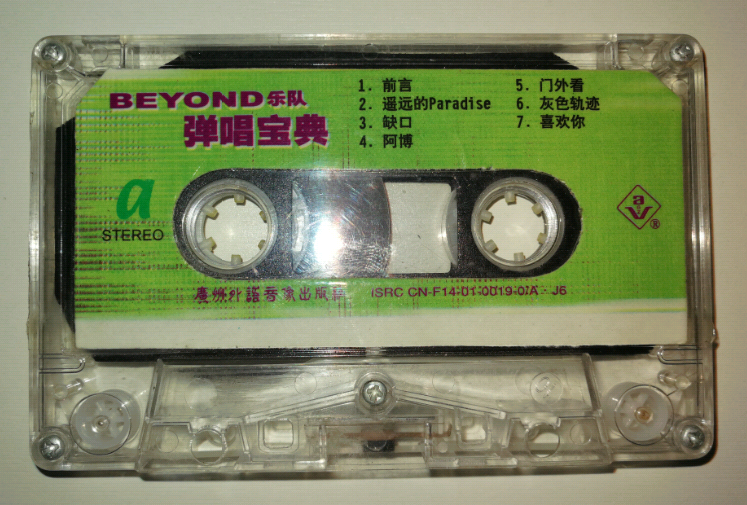 BEYOND乐队
弹唱宝典
1. 前言
2. 遥远的Paradise
3. 缺口
4. 阿博
5. 门外看
6. 灰色轨迹
7. 喜欢你
a
STEREO
a
V
®
廣州外語音像出版社
ISRC CN-F14-01-0019-0/A·J6